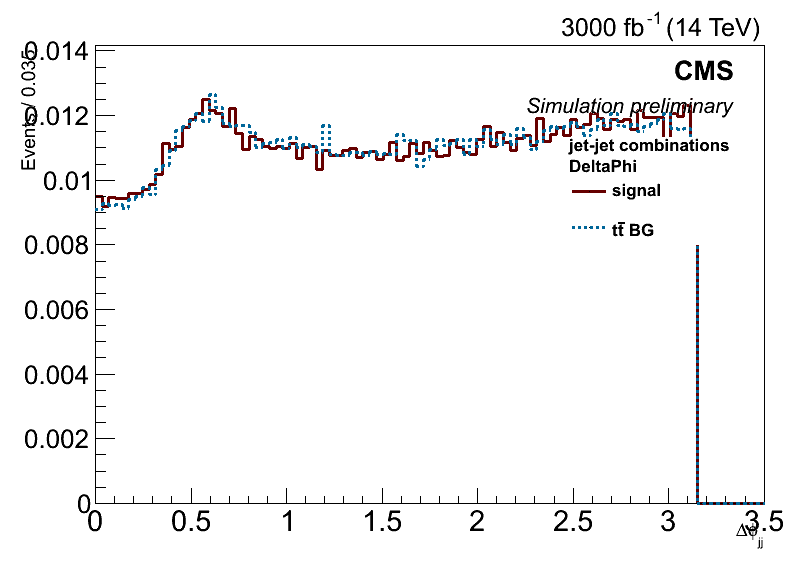 3000 fb⁻¹ (14 TeV)
Events / 0.035
CMS
Simulation preliminary
jet-jet combinations
DeltaPhi
signal
tt̄ BG
0.014
0.012
0.01
0.008
0.006
0.004
0.002
0
0 0.5 1 1.5 2 2.5 3 3.5
Δϕjj